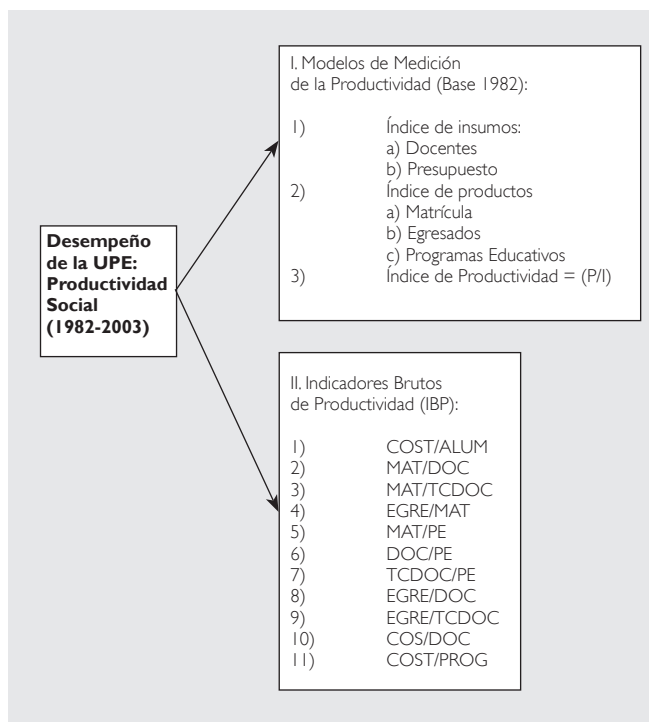 Desempeño
de la UPE:
Productividad
Social
(1982-2003)
I. Modelos de Medición
de la Productividad (Base 1982):
1) Índice de insumos:
a) Docentes
b) Presupuesto
2) Índice de productos
a) Matrícula
b) Egresados
c) Programas Educativos
3) Índice de Productividad = (P/I)
II. Indicadores Brutos
de Productividad (IBP):
1) COST/ALUM
2) MAT/DOC
3) MAT/TCDOC
4) EGRE/MAT
5) MAT/PE
6) DOC/PE
7) TCDOC/PE
8) EGRE/DOC
9) EGRE/TCDOC
10) COS/DOC
11) COST/PROG